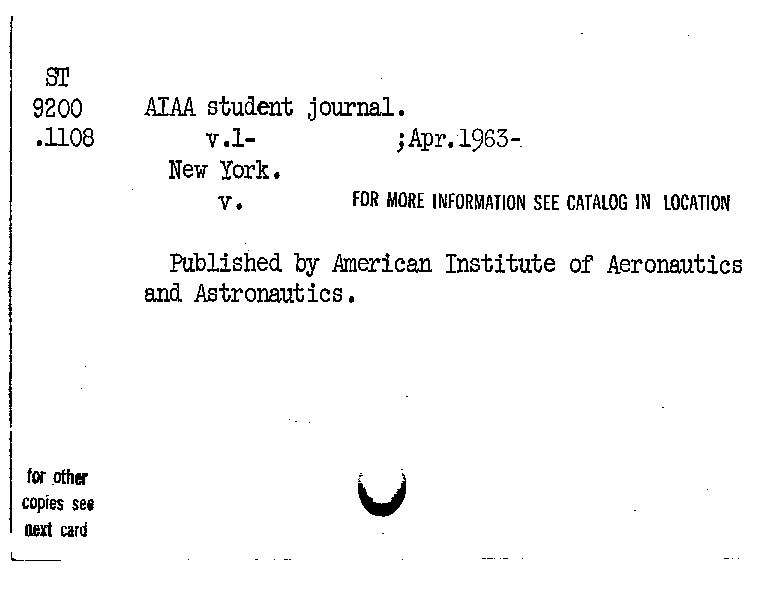 ST
9200 AIAA student journal.
.1108 v.1- ;Apr.1963-
New York.
v. FOR MORE INFORMATION SEE CATALOG IN LOCATION
Published by American Institute of Aeronautics
and Astronautics.
for other
copies see
next card